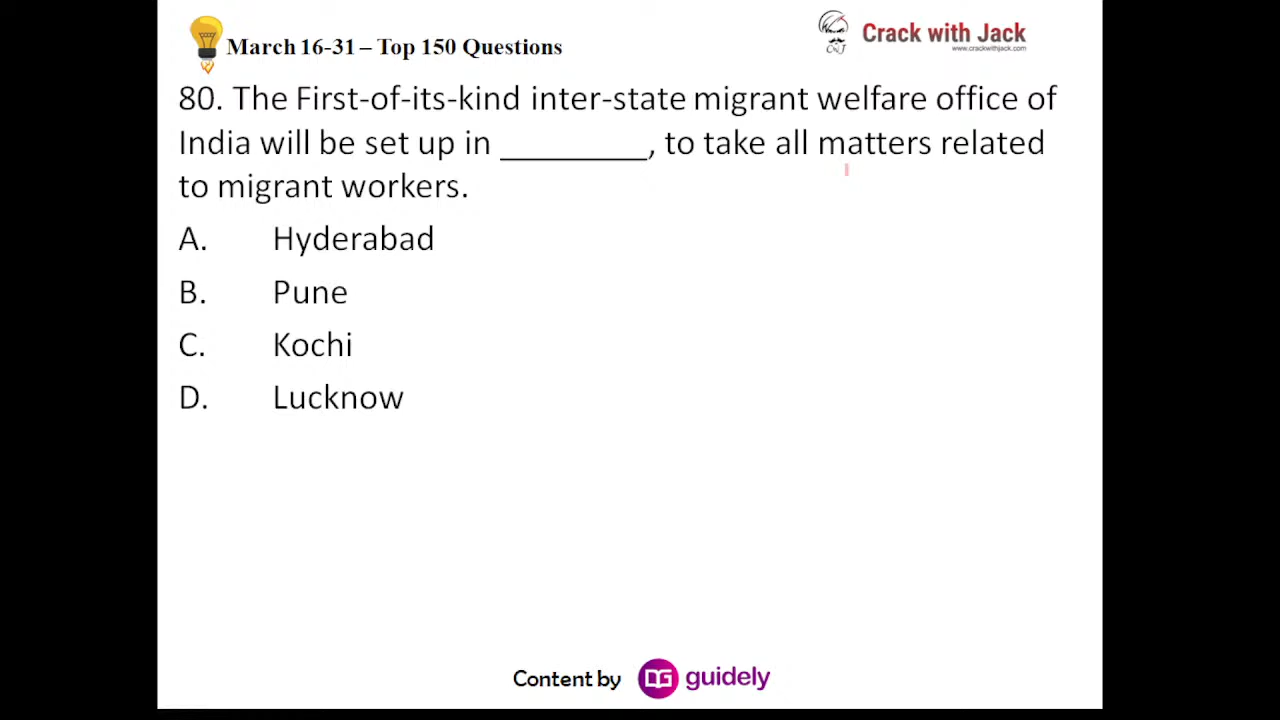 March 16-31 – Top 150 Questions
Crack with Jack
www.crackwithjack.com
CWJ
80. The First-of-its-kind inter-state migrant welfare office of
India will be set up in _________, to take all matters related
to migrant workers.
A. Hyderabad
B. Pune
C. Kochi
D. Lucknow
Content by guidely